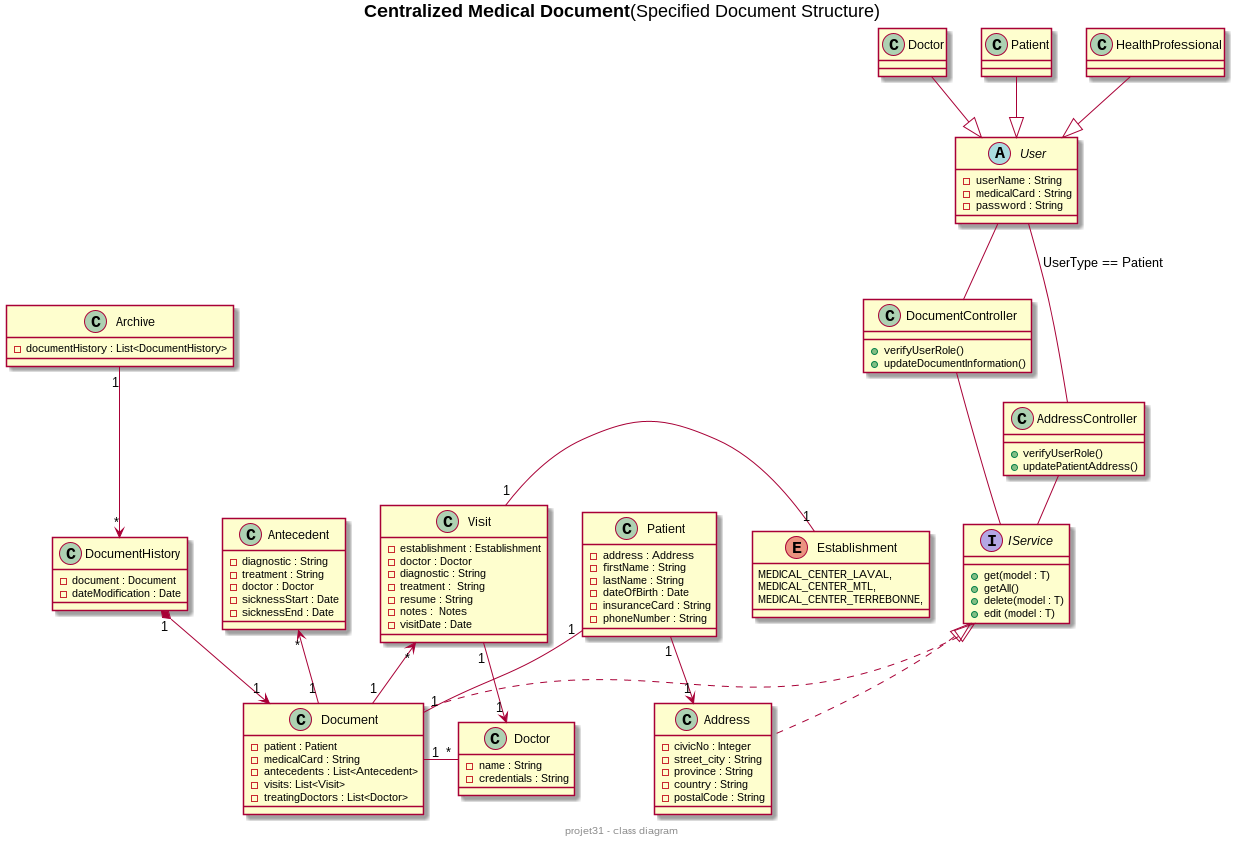 Centralized Medical Document(Specified Document Structure)
C Doctor
C Patient
C HealthProfessional
A User
userName : String
medicalCard : String
password : String
UserType == Patient
C Archive
documentHistory : List<DocumentHistory>
1
*
C DocumentController
verifyUserRole()
updateDocumentInformation()
C AddressController
verifyUserRole()
updatePatientAddress()
C DocumentHistory
document : Document
dateModification : Date
1
1
C Antecedent
diagnostic : String
treatment : String
doctor : Doctor
sicknessStart : Date
sicknessEnd : Date
*
1
C Visit
establishment : Establishment
doctor : Doctor
diagnostic : String
treatment :  String
resume : String
notes :  Notes
visitDate : Date
1
1
*
1
1
1
C Patient
address : Address
firstName : String
lastName : String
dateOfBirth : Date
insuranceCard : String
phoneNumber : String
1
1
1
1
E Establishment
MEDICAL_CENTER_LAVAL,
MEDICAL_CENTER_MTL,
MEDICAL_CENTER_TERREBONNE,
I IService
get(model : T)
getAll()
delete(model : T)
edit (model : T)
C Document
patient : Patient
medicalCard : String
antecedents : List<Antecedent>
visits: List<Visit>
treatingDoctors : List<Doctor>
1 *
C Doctor
name : String
credentials : String
C Address
civicNo : Integer
street_city : String
province : String
country : String
postalCode : String
projet31 - class diagram